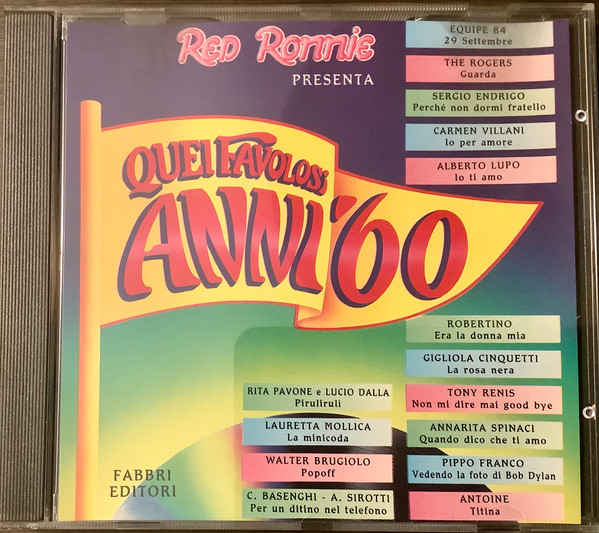 RED RONNIE
PRESENTA
QUEI FAVOLOSi
ANNI '60
EQUIPE 84
29 Settembre
THE ROGERS
Guarda
SERGIO ENDRIGO
Perché non dormi fratello
CARMEN VILLANI
Io per amore
ALBERTO LUPO
Io ti amo
ROBERTINO
Era la donna mia
GIGLIOLA CINQUETTI
La rosa nera
TONY RENIS
Non mi dire mai good bye
ANNARITA SPINACI
Quando dico che ti amo
PIPPO FRANCO
Vedendo la foto di Bob Dylan
ANTOINE
Titina
RITA PAVONE e LUCIO DALLA
Piruliruli
LAURETTA MOLLICA
La minicoda
WALTER BRUGIOLO
Popoff
C. BASENGHI - A. SIROTTI
Per un ditino nel telefono
FABBRI
EDITORI